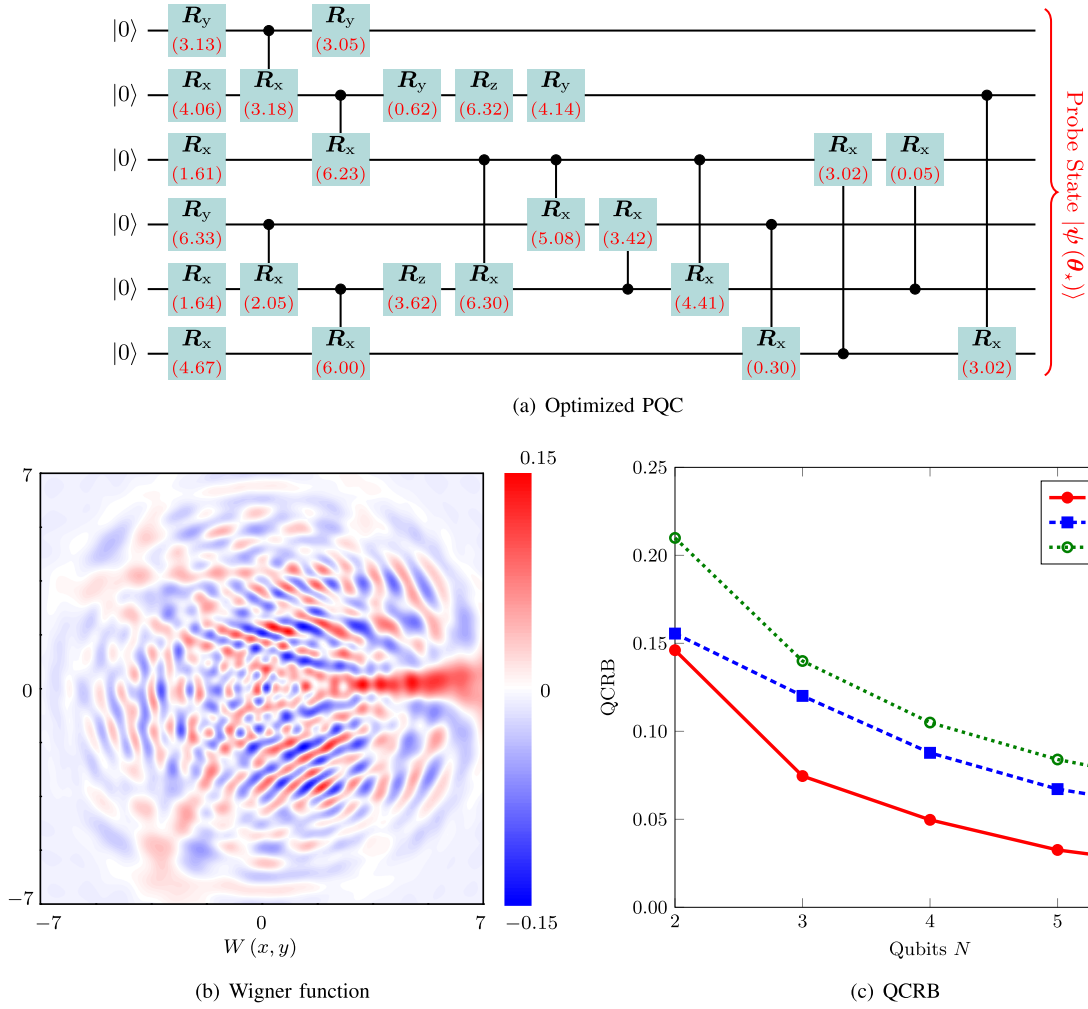 |0⟩ R_y (3.13) R_y (3.05)
|0⟩ R_x (4.06) R_x (3.18) R_y (0.62) R_z (6.32) R_y (4.14)
|0⟩ R_x (1.61) R_x (6.23) R_x (3.02) R_x (0.05)
|0⟩ R_y (6.33) R_x (5.08) R_x (3.42)
|0⟩ R_x (1.64) R_x (2.05) R_z (3.62) R_x (6.30) R_x (4.41)
|0⟩ R_x (4.67) R_x (6.00) R_x (0.30) R_x (3.02)
Probe State |ψ (θ⋆)⟩
(a) Optimized PQC
7
0
−7
−7 0 7
W (x, y)
0.15
0
−0.15
(b) Wigner function
0.25
0.20
0.15
0.10
0.05
0.00
QCRB
2 3 4 5
Qubits N
(c) QCRB